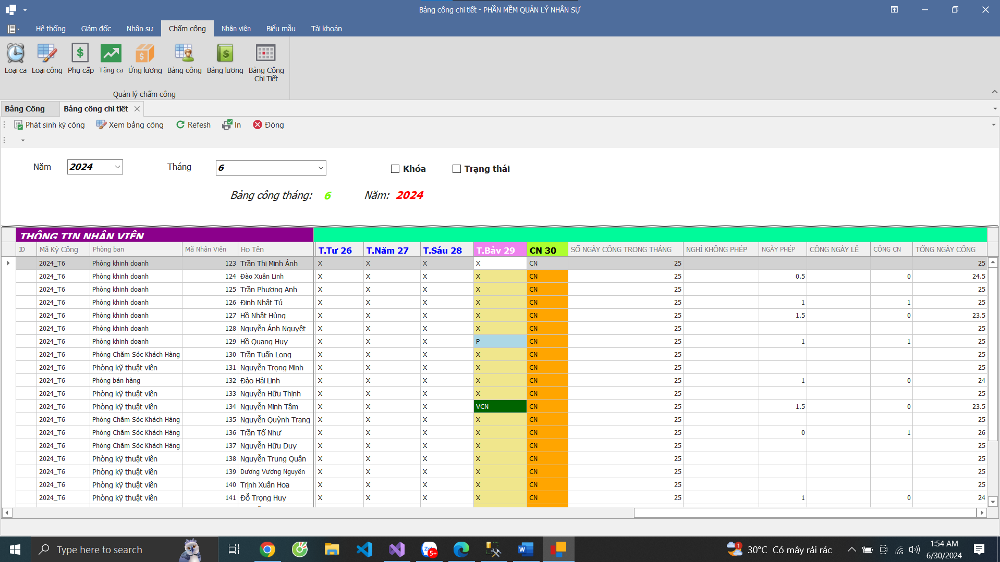 Bảng công chi tiết - PHẦN MỀM QUẢN LÝ NHÂN SỰ
Hệ thống Giám đốc Nhân sự Chấm công Nhân viên Biểu mẫu Tài khoản
Loại ca Loại công Phụ cấp Tăng ca Ứng lương Bảng công Bảng lương Bảng Công Chi Tiết
Quản lý chấm công
Bảng Công Bảng công chi tiết
Phát sinh kỳ công Xem bảng công Refesh In Đóng
Năm 2024 Tháng 6 Khóa Trạng thái
Bảng công tháng: 6 Năm: 2024
THÔNG TIN NHÂN VIÊN
ID Mã Kỳ Công Phòng ban Mã Nhân Viên Họ Tên T.Tư 26 T.Năm 27 T.Sáu 28 T.Bảy 29 CN 30 SỐ NGÀY CÔNG TRONG THÁNG NGHỈ KHÔNG PHÉP NGÀY PHÉP CÔNG NGÀY LỄ CÔNG CN TỔNG NGÀY CÔNG
2024_T6 Phòng khinh doanh 123 Trần Thị Minh Ánh X X X X CN 25 25
2024_T6 Phòng khinh doanh 124 Đào Xuân Linh X X X X CN 25 0.5 0 24.5
2024_T6 Phòng khinh doanh 125 Trần Phương Anh X X X X CN 25 25
2024_T6 Phòng khinh doanh 126 Đinh Nhật Tú X X X X CN 25 1 1 25
2024_T6 Phòng khinh doanh 127 Hồ Nhật Hùng X X X X CN 25 1.5 0 23.5
2024_T6 Phòng khinh doanh 128 Nguyễn Ánh Nguyệt X X X X CN 25 25
2024_T6 Phòng khinh doanh 129 Hồ Quang Huy X X X P CN 25 1 1 25
2024_T6 Phòng Chăm Sóc Khách Hàng 130 Trần Tuấn Long X X X X CN 25 25
2024_T6 Phòng kỹ thuật viên 131 Nguyễn Trọng Minh X X X X CN 25 25
2024_T6 Phòng bán hàng 132 Đào Hải Linh X X X X CN 25 1 0 24
2024_T6 Phòng kỹ thuật viên 133 Nguyễn Hữu Thịnh X X X X CN 25 25
2024_T6 Phòng kỹ thuật viên 134 Nguyễn Minh Tâm X X X VCN CN 25 1.5 0 23.5
2024_T6 Phòng Chăm Sóc Khách Hàng 135 Nguyễn Quỳnh Trang X X X X CN 25 25
2024_T6 Phòng Chăm Sóc Khách Hàng 136 Trần Tố Như X X X X CN 25 0 1 26
2024_T6 Phòng Chăm Sóc Khách Hàng 137 Nguyễn Hữu Duy X X X X CN 25 25
2024_T6 Phòng kỹ thuật viên 138 Nguyễn Trung Quân X X X X CN 25 25
2024_T6 Phòng kỹ thuật viên 139 Dương Vương Nguyên X X X X CN 25 25
2024_T6 Phòng kỹ thuật viên 140 Trịnh Xuân Hoa X X X X CN 25 25
2024_T6 Phòng kỹ thuật viên 141 Đỗ Trọng Huy X X X X CN 25 1 0 24
Type here to search 5+ 1 30°C Có mây rải rác 1:54 AM
6/30/2024